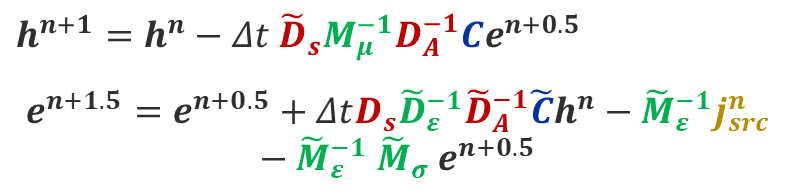 hⁿ⁺¹ = hⁿ − Δt D̃ₛM_μ⁻¹D_A⁻¹Ceⁿ⁺⁰·⁵
eⁿ⁺¹·⁵ = eⁿ⁺⁰·⁵ + ΔtDₛD̃_ε⁻¹D̃_A⁻¹C̃hⁿ − M̃_ε⁻¹jⁿ_src
− M̃_ε⁻¹ M̃_σ eⁿ⁺⁰·⁵